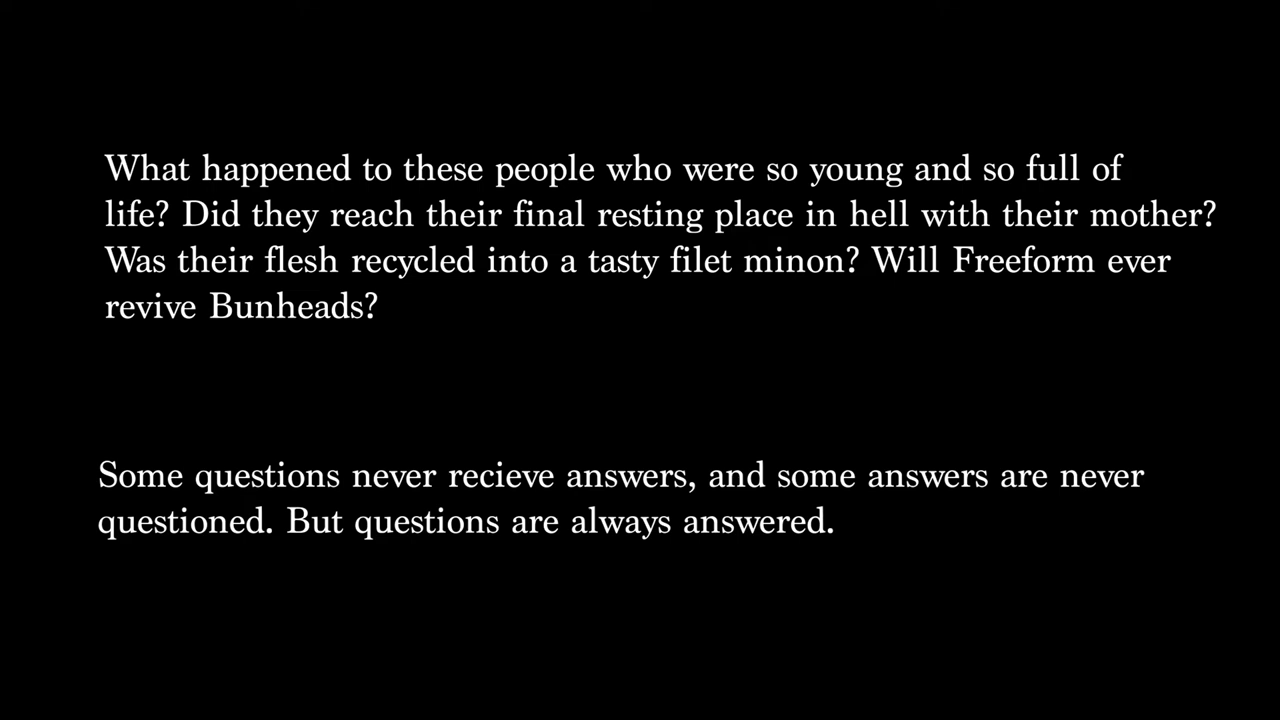 What happened to these people who were so young and so full of
life? Did they reach their final resting place in hell with their mother?
Was their flesh recycled into a tasty filet minon? Will Freeform ever
revive Bunheads?
Some questions never recieve answers, and some answers are never
questioned. But questions are always answered.